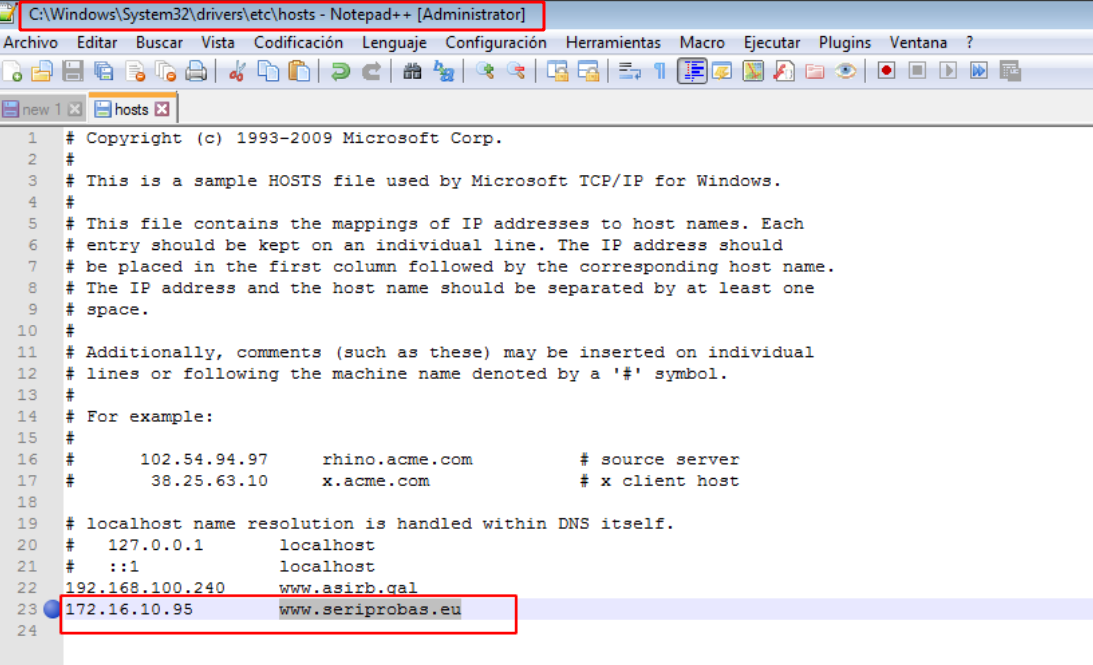 C:\Windows\System32\drivers\etc\hosts - Notepad++ [Administrator]
Archivo Editar Buscar Vista Codificación Lenguaje Configuración Herramientas Macro Ejecutar Plugins Ventana ?
new 1 hosts
1 # Copyright (c) 1993-2009 Microsoft Corp.
2 #
3 # This is a sample HOSTS file used by Microsoft TCP/IP for Windows.
4 #
5 # This file contains the mappings of IP addresses to host names. Each
6 # entry should be kept on an individual line. The IP address should
7 # be placed in the first column followed by the corresponding host name.
8 # The IP address and the host name should be separated by at least one
9 # space.
10 #
11 # Additionally, comments (such as these) may be inserted on individual
12 # lines or following the machine name denoted by a '#' symbol.
13 #
14 # For example:
15 #
16 # 102.54.94.97 rhino.acme.com # source server
17 # 38.25.63.10 x.acme.com # x client host
18
19 # localhost name resolution is handled within DNS itself.
20 # 127.0.0.1 localhost
21 # ::1 localhost
22 192.168.100.240 www.asirb.gal
23 172.16.10.95 www.seriprobas.eu
24